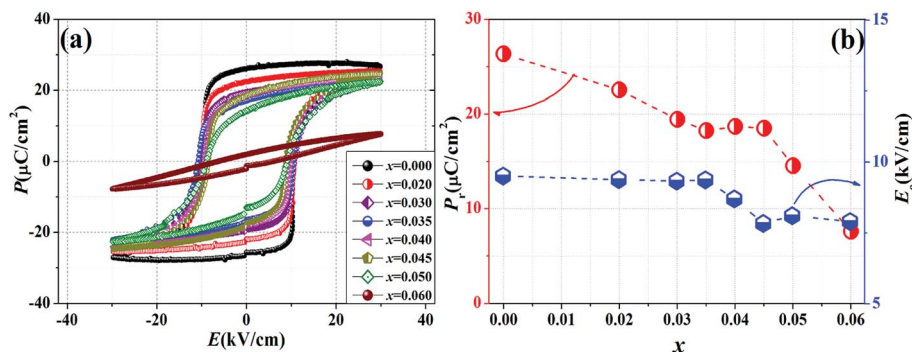 (a)
P(μC/cm²)
40
20
0
-20
-40
-40
-20
0
20
40
E(kV/cm)
x=0.000
x=0.020
x=0.030
x=0.035
x=0.040
x=0.045
x=0.050
x=0.060
(b)
Pr(μC/cm²)
30
20
10
0
0.00
0.01
0.02
0.03
0.04
0.05
0.06
x
15
10
5
Ec(kV/cm)